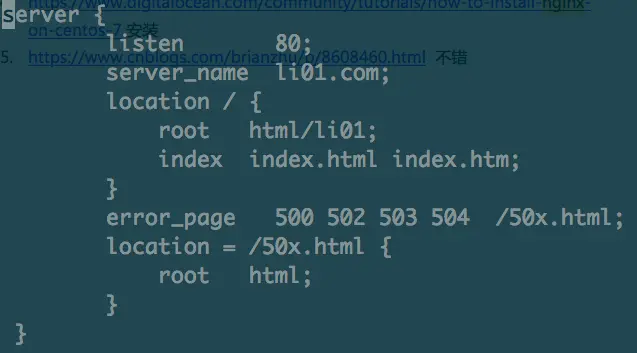 https://www.digitalocean.com/community/tutorials/how-to-install-nginx-
server {
on-centos-7,安装
listen 80;
5. https://www.cnblogs.com/brianzhu/p/8608460.html 不错
server_name li01.com;
location / {
root html/li01;
index index.html index.htm;
}
error_page 500 502 503 504 /50x.html;
location = /50x.html {
root html;
}
}